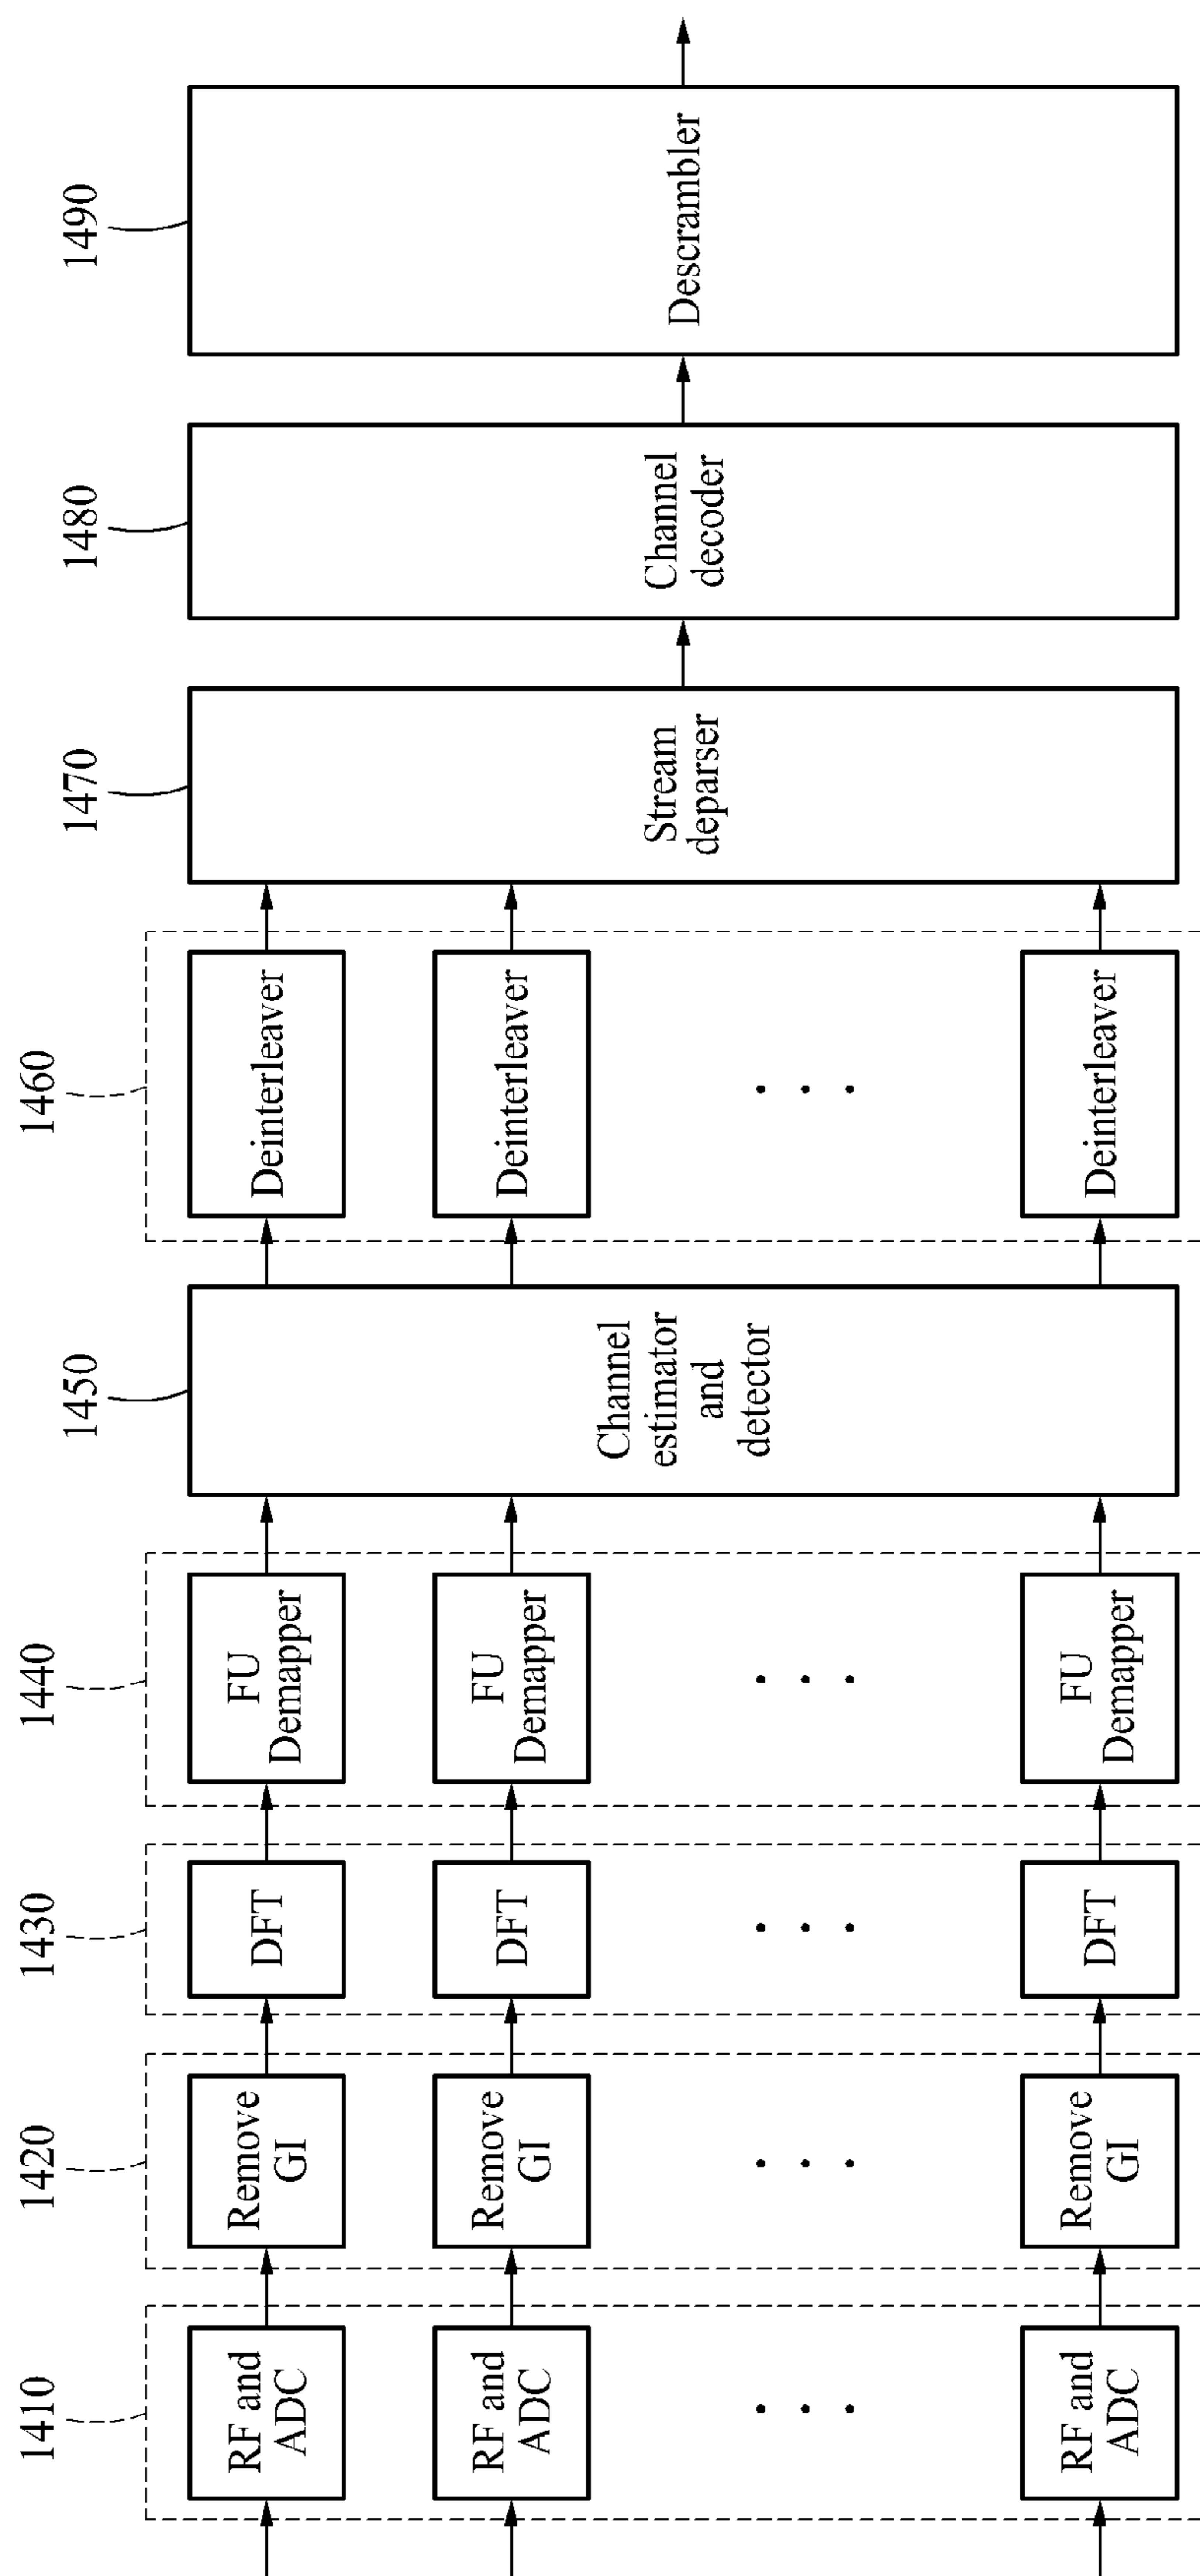 1410
1420
1430
1440
1450
1460
1470
1480
1490
RF and
ADC
Remove
GI
DFT
FU
Demapper
Channel
estimator
and
detector
Deinterleaver
Stream
deparser
Channel
decoder
Descrambler
RF and
ADC
Remove
GI
DFT
FU
Demapper
Deinterleaver
RF and
ADC
Remove
GI
DFT
FU
Demapper
Deinterleaver